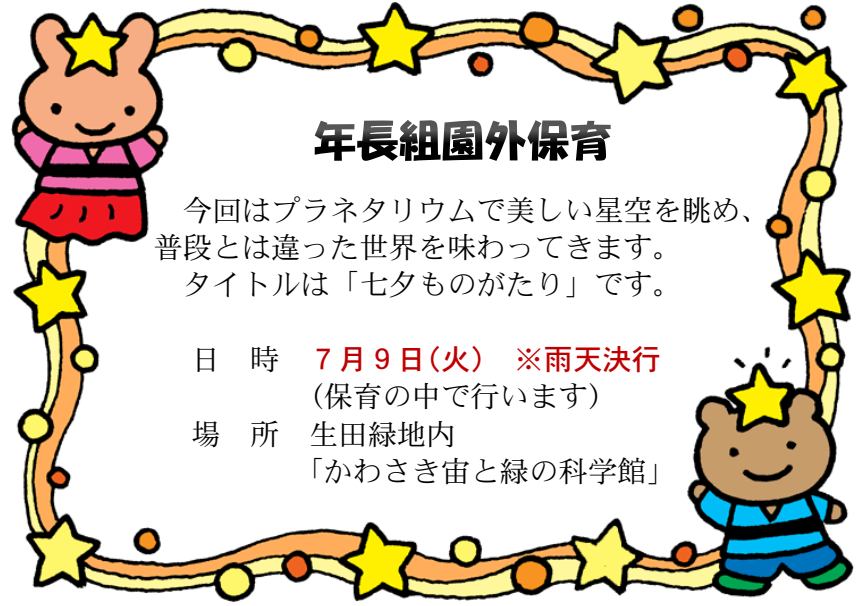 年長組園外保育
今回はプラネタリウムで美しい星空を眺め、
普段とは違った世界を味わってきます。
タイトルは「七夕ものがたり」です。
日　時　７月９日（火）　※雨天決行
（保育の中で行います）
場　所　生田緑地内
「かわさき宙と緑の科学館」